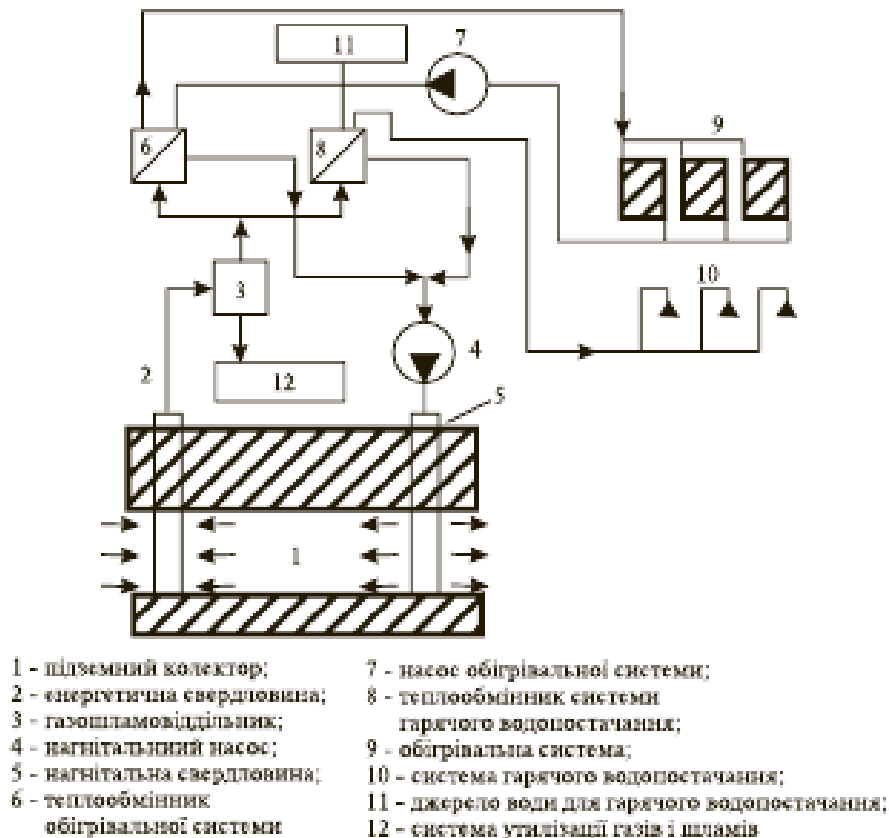 11
7
6
8
9
3
10
2
12
4
5
1
1 - підземний колектор;
2 - енергетична свердловина;
3 - газошламовіддільник;
4 - нагнітальниий насос;
5 - нагнітальна свердловина;
6 - теплообмінник
обігрівальної системи
7 - насос обігрівальної системи;
8 - теплообмінник системи
гарячого водопостачання;
9 - обігрівальна система;
10 - система гарячого водопостачання;
11 - джерело води для гарячого водопостачання;
12 - система утилізації газів і шламів